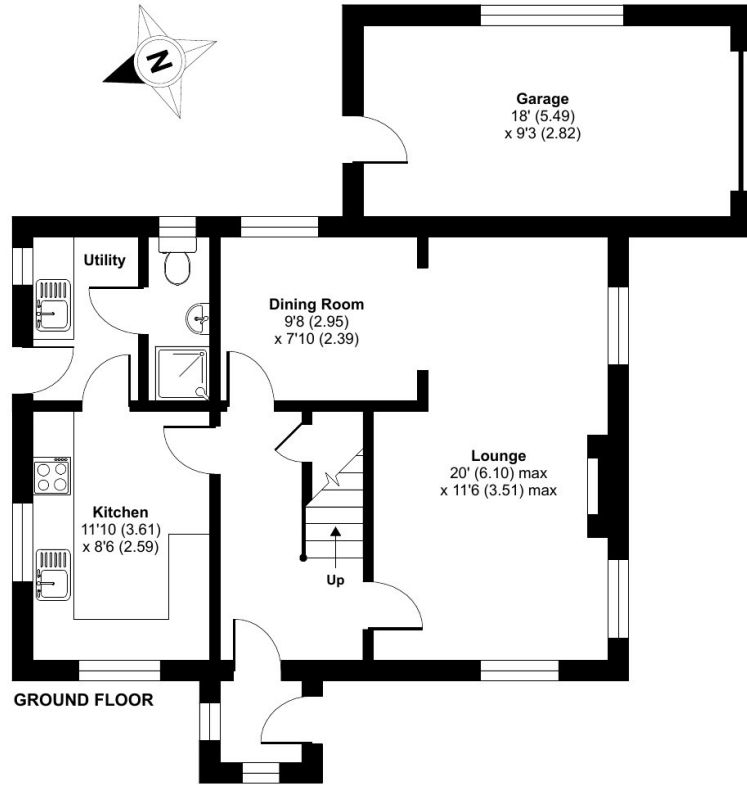 N
Garage
18' (5.49)
x 9'3 (2.82)
Utility
Dining Room
9'8 (2.95)
x 7'10 (2.39)
Lounge
20' (6.10) max
x 11'6 (3.51) max
Kitchen
11'10 (3.61)
x 8'6 (2.59)
Up
GROUND FLOOR